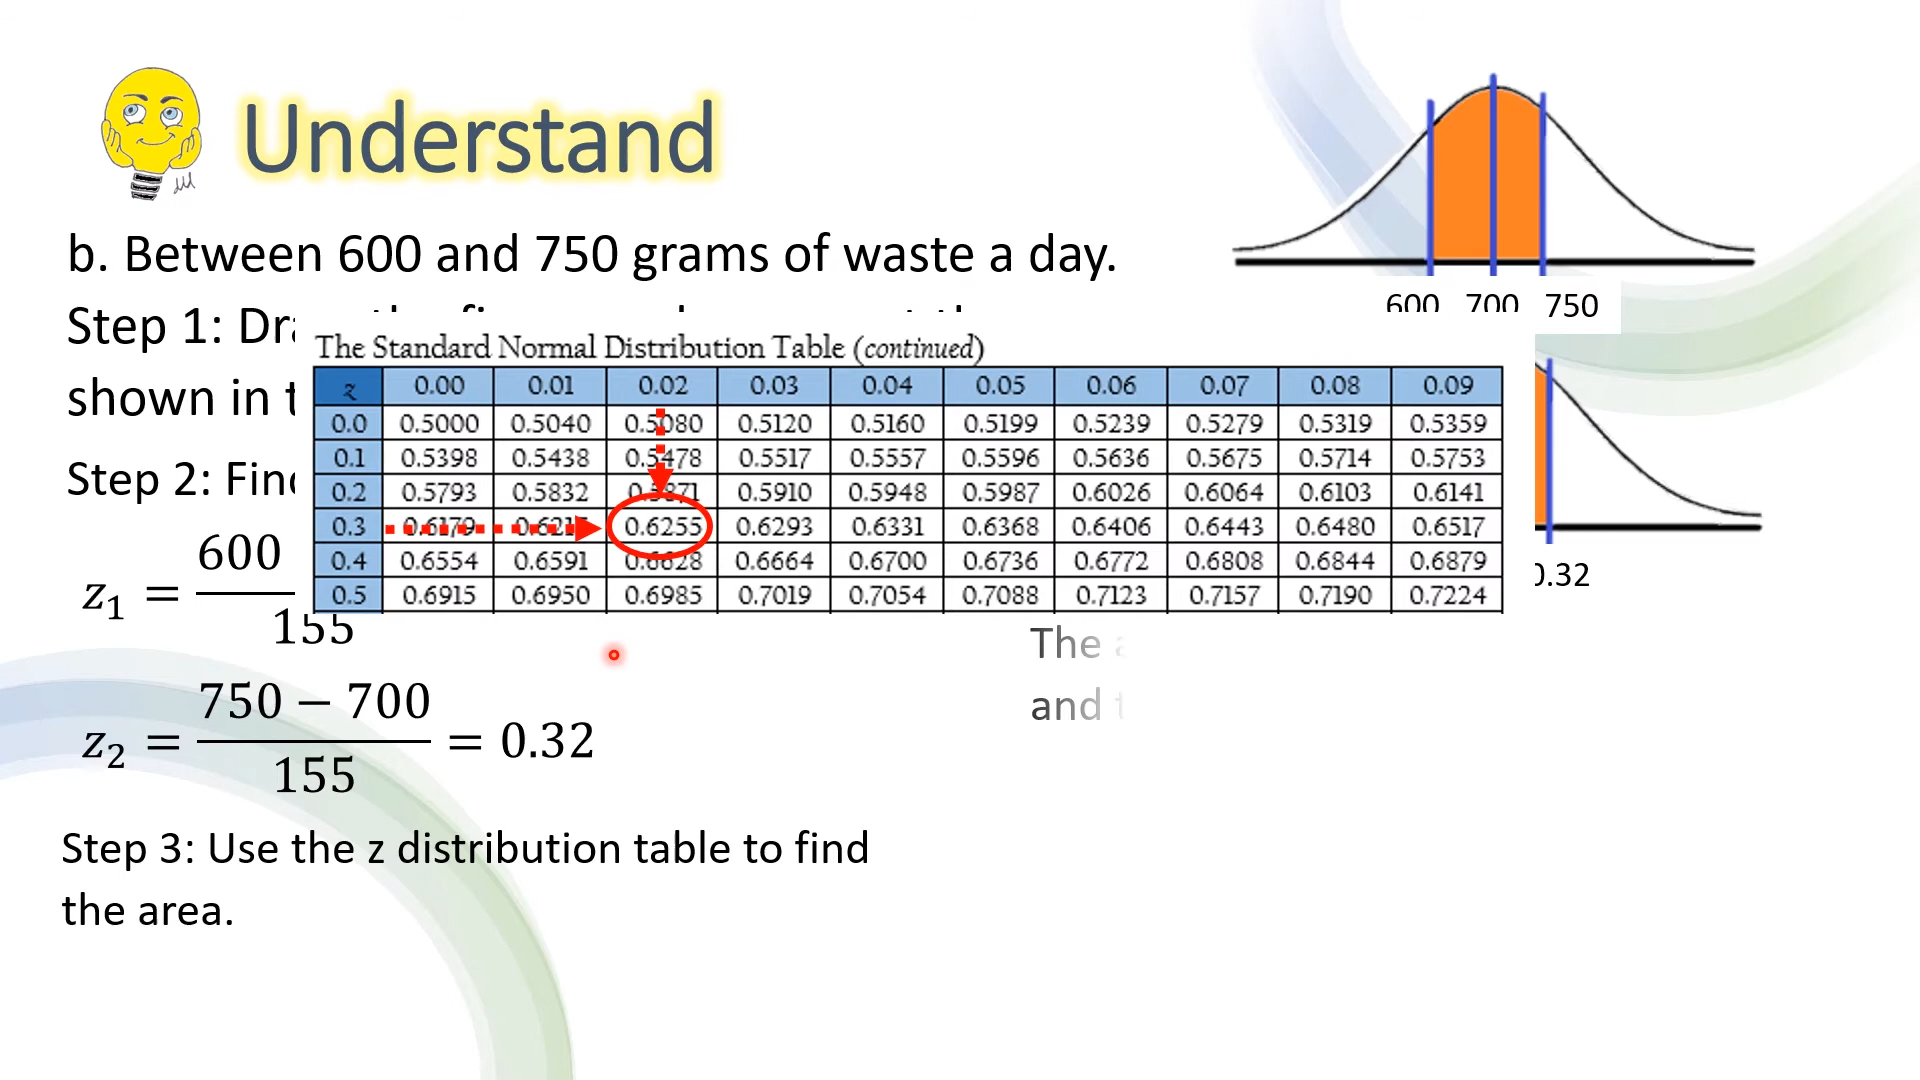 Understand
b. Between 600 and 750 grams of waste a day.
600 700 750
Step 1:
shown in
The Standard Normal Distribution Table (continued)
z 0.00 0.01 0.02 0.03 0.04 0.05 0.06 0.07 0.08 0.09
0.0 0.5000 0.5040 0.5080 0.5120 0.5160 0.5199 0.5239 0.5279 0.5319 0.5359
0.1 0.5398 0.5438 0.5478 0.5517 0.5557 0.5596 0.5636 0.5675 0.5714 0.5753
0.2 0.5793 0.5832 0.5871 0.5910 0.5948 0.5987 0.6026 0.6064 0.6103 0.6141
0.3 0.6179 0.6217 0.6255 0.6293 0.6331 0.6368 0.6406 0.6443 0.6480 0.6517
0.4 0.6554 0.6591 0.6628 0.6664 0.6700 0.6736 0.6772 0.6808 0.6844 0.6879
0.5 0.6915 0.6950 0.6985 0.7019 0.7054 0.7088 0.7123 0.7157 0.7190 0.7224
0.32
Step 2:
z₁ = 600
155
The
and
z₂ = (750 − 700)/155 = 0.32
Step 3: Use the z distribution table to find
the area.